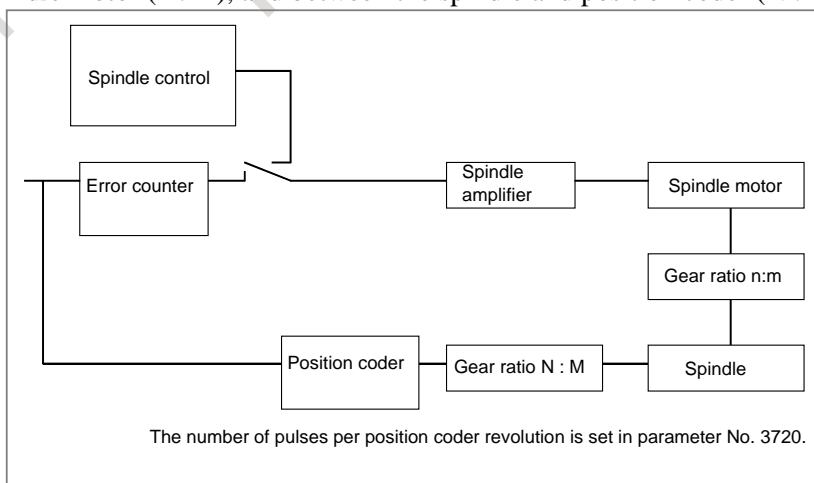 Spindle control
Error counter
Spindle
amplifier
Spindle motor
Gear ratio n:m
Position coder
Gear ratio N : M
Spindle
The number of pulses per position coder revolution is set in parameter No. 3720.